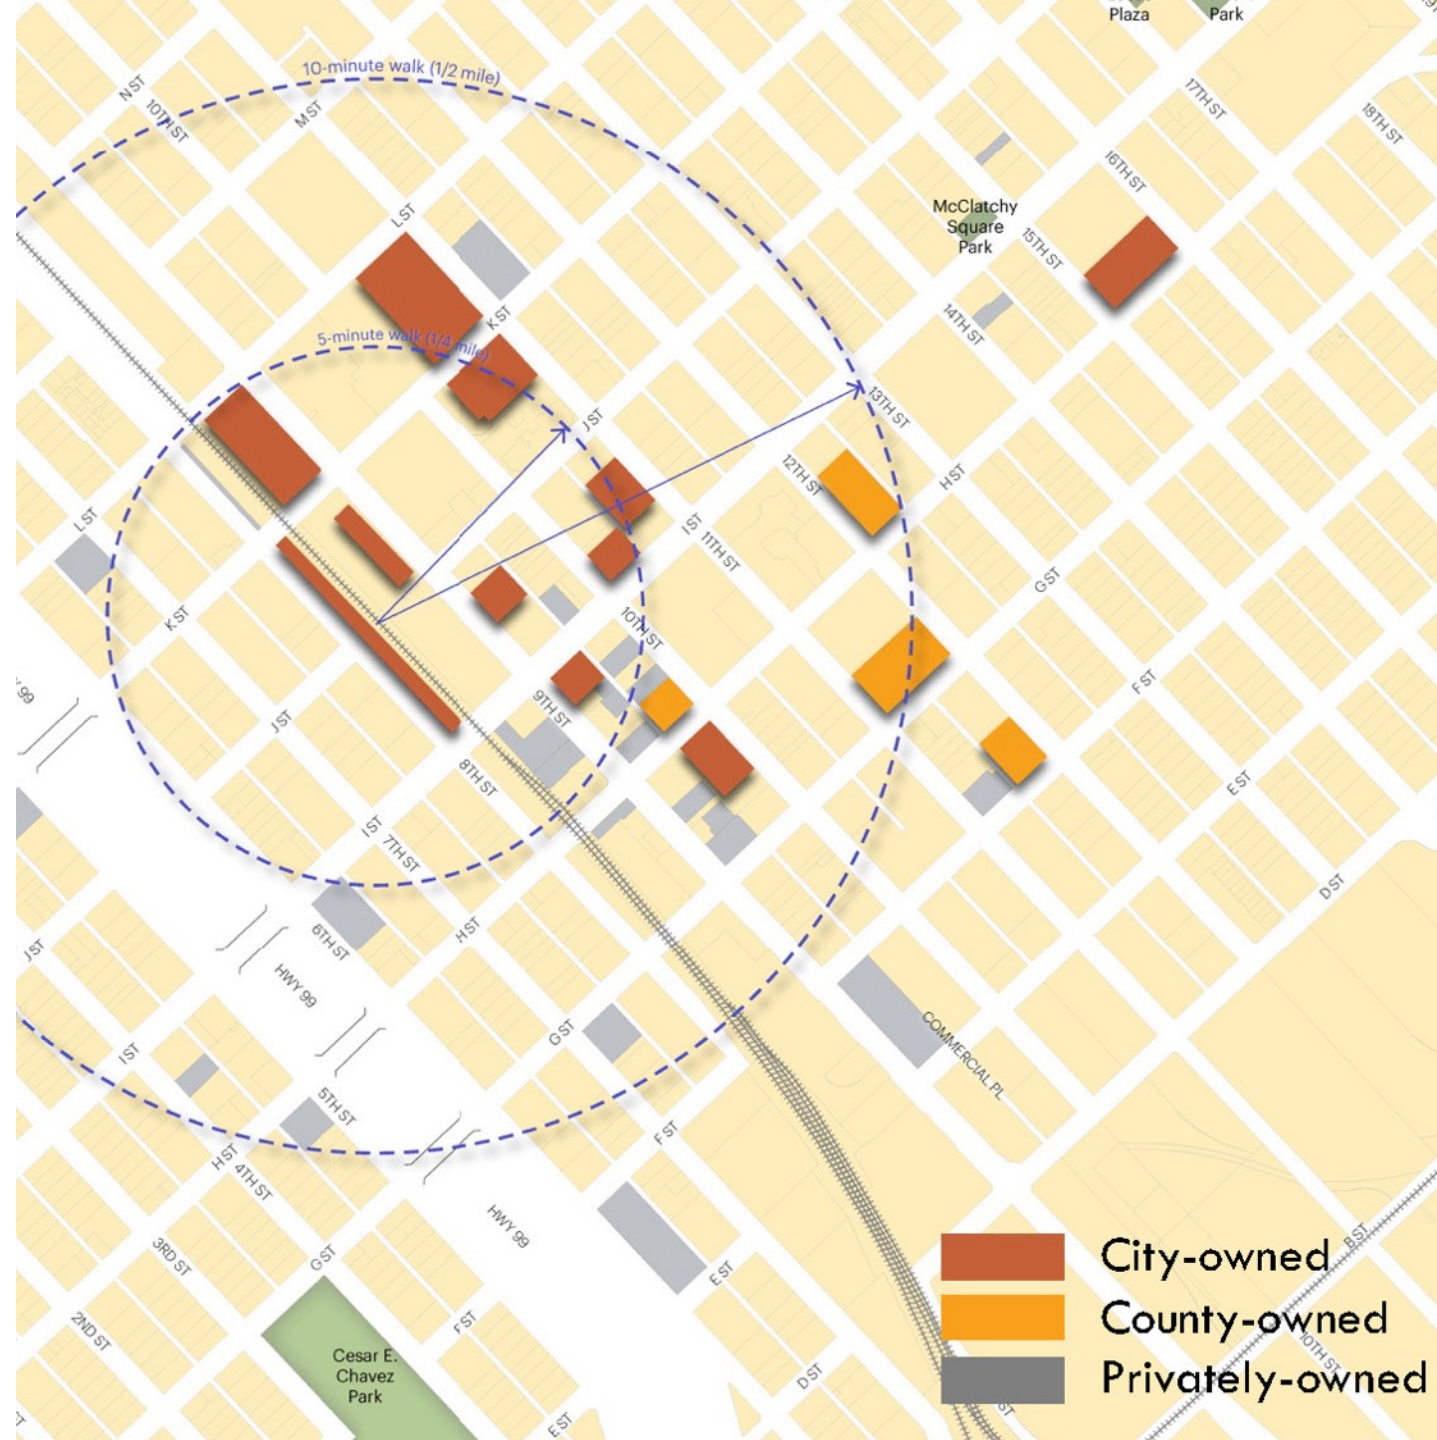 Plaza
Park
10-minute walk (1/2 mile)
N ST
10TH ST
M ST
17TH ST
18TH ST
16TH ST
McClatchy
Square
Park
15TH ST
L ST
14TH ST
K ST
5-minute walk (1/4 mile)
13TH ST
J ST
12TH ST
H ST
L ST
I ST
11TH ST
G ST
K ST
10TH ST
F ST
99
9TH ST
J ST
8TH ST
E ST
I ST
7TH ST
D ST
H ST
6TH ST
J ST
HWY 99
G ST
COMMERCIAL PL
I ST
5TH ST
F ST
H ST
4TH ST
HWY 99
B ST
3RD ST
G ST
E ST
City-owned
County-owned
2ND ST
F ST
10TH ST
Cesar E.
Chavez
Park
D ST
Privately-owned
E ST
ST